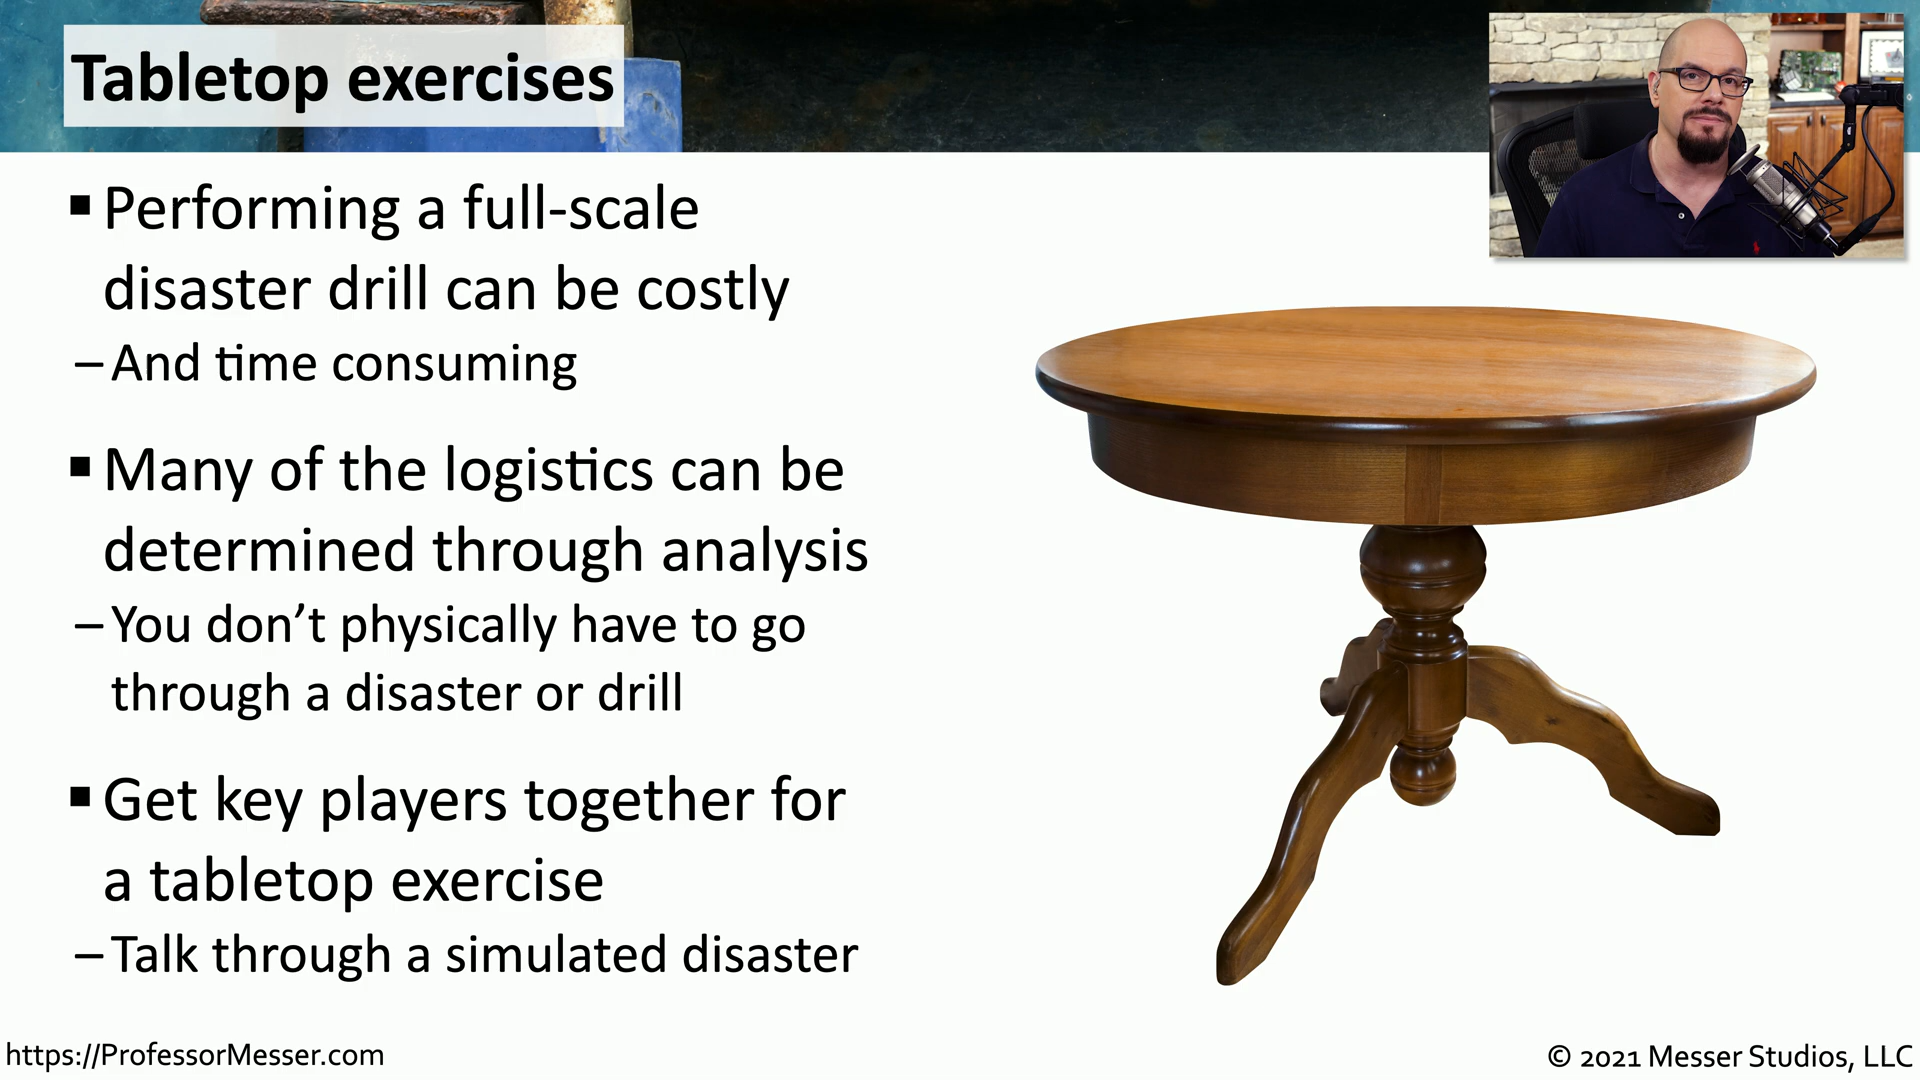 Tabletop exercises
▪ Performing a full-scale
disaster drill can be costly
– And time consuming
▪ Many of the logistics can be
determined through analysis
– You don’t physically have to go
through a disaster or drill
▪ Get key players together for
a tabletop exercise
– Talk through a simulated disaster
https://ProfessorMesser.com
© 2021 Messer Studios, LLC